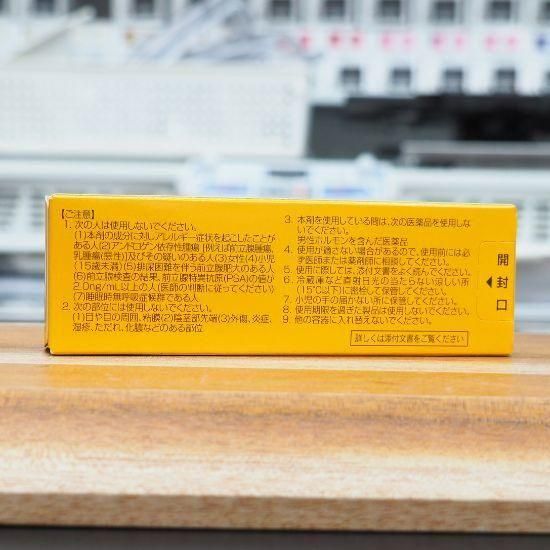 【ご注意】
1. 次の人は使用しないでください。
(1)本剤の成分に対しアレルギー症状を起こしたことが
ある人(2)アンドロゲン依存性腫瘍[例えば前立腺腫瘍、
乳腫瘍(悪性)]及びその疑いのある人(3)女性(4)小児
(15歳未満)(5)排尿困難を伴う前立腺肥大のある人
(6)前立腺検査の結果、前立腺特異抗原(PSA)の値が
2.0ng/mL以上の人(医師の判断に従ってください)
(7)睡眠時無呼吸症候群である人
2. 次の部位には使用しないでください。
(1)目や目の周囲、粘膜(2)陰茎部先端(3)外傷、炎症、
湿疹、ただれ、化膿などのある部位
3. 本剤を使用している間は、次の医薬品を使用しな
いでください。
男性ホルモンを含んだ医薬品
4. 使用が適さない場合があるので、使用前には必
ず医師または薬剤師に相談してください。
5. 使用に際しては、添付文書をよく読んでください。
6. 冷蔵庫など直射日光の当たらない涼しい所
(15℃以下)に密栓して保管してください。
7. 小児の手の届かない所に保管してください。
8. 使用期限を過ぎた製品は使用しないでください。
9. 他の容器に入れ替えないでください。
詳しくは添付文書をご覧ください
開封口